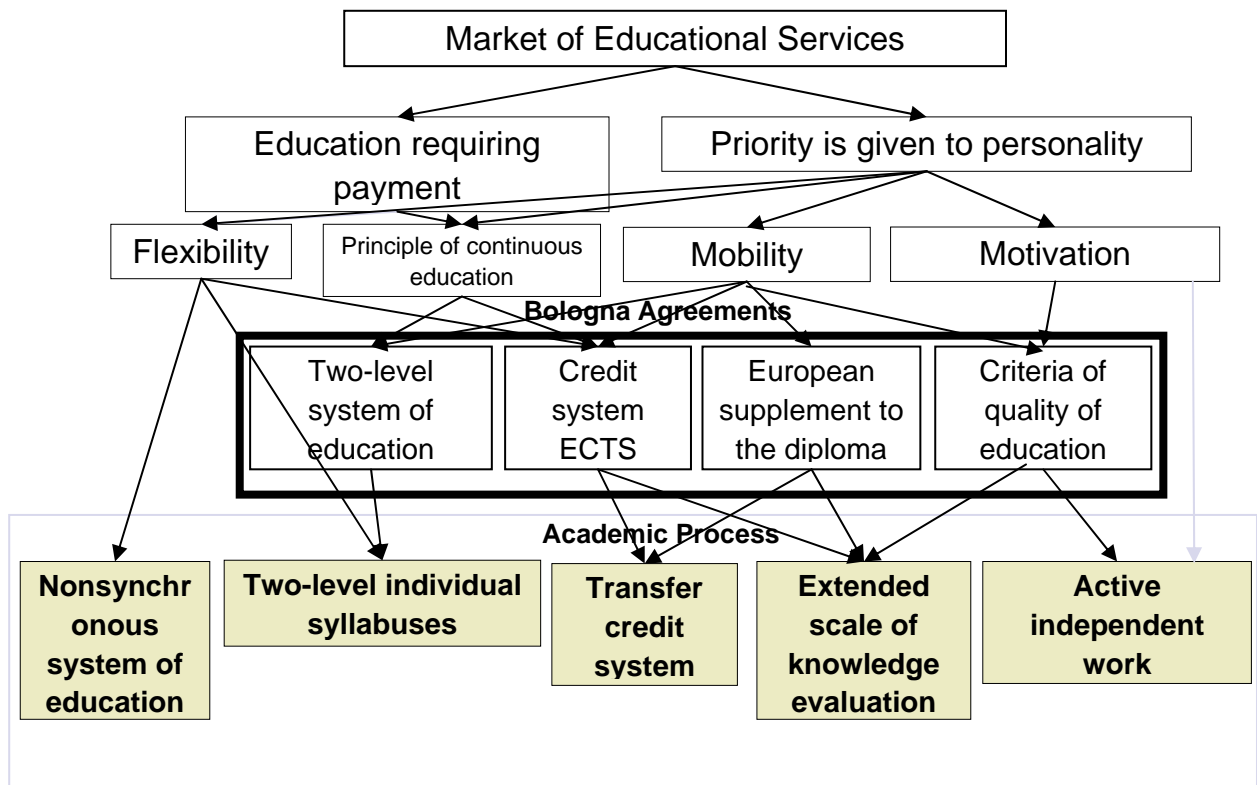 Market of Educational Services
Education requiring
payment
Priority is given to personality
Flexibility
Principle of continuous
education
Mobility
Motivation
Bologna Agreements
Two-level
system of
education
Credit
system
ECTS
European
supplement to
the diploma
Criteria of
quality of
education
Academic Process
Nonsynchr
onous
system of
education
Two-level individual
syllabuses
Transfer
credit
system
Extended
scale of
knowledge
evaluation
Active
independent
work